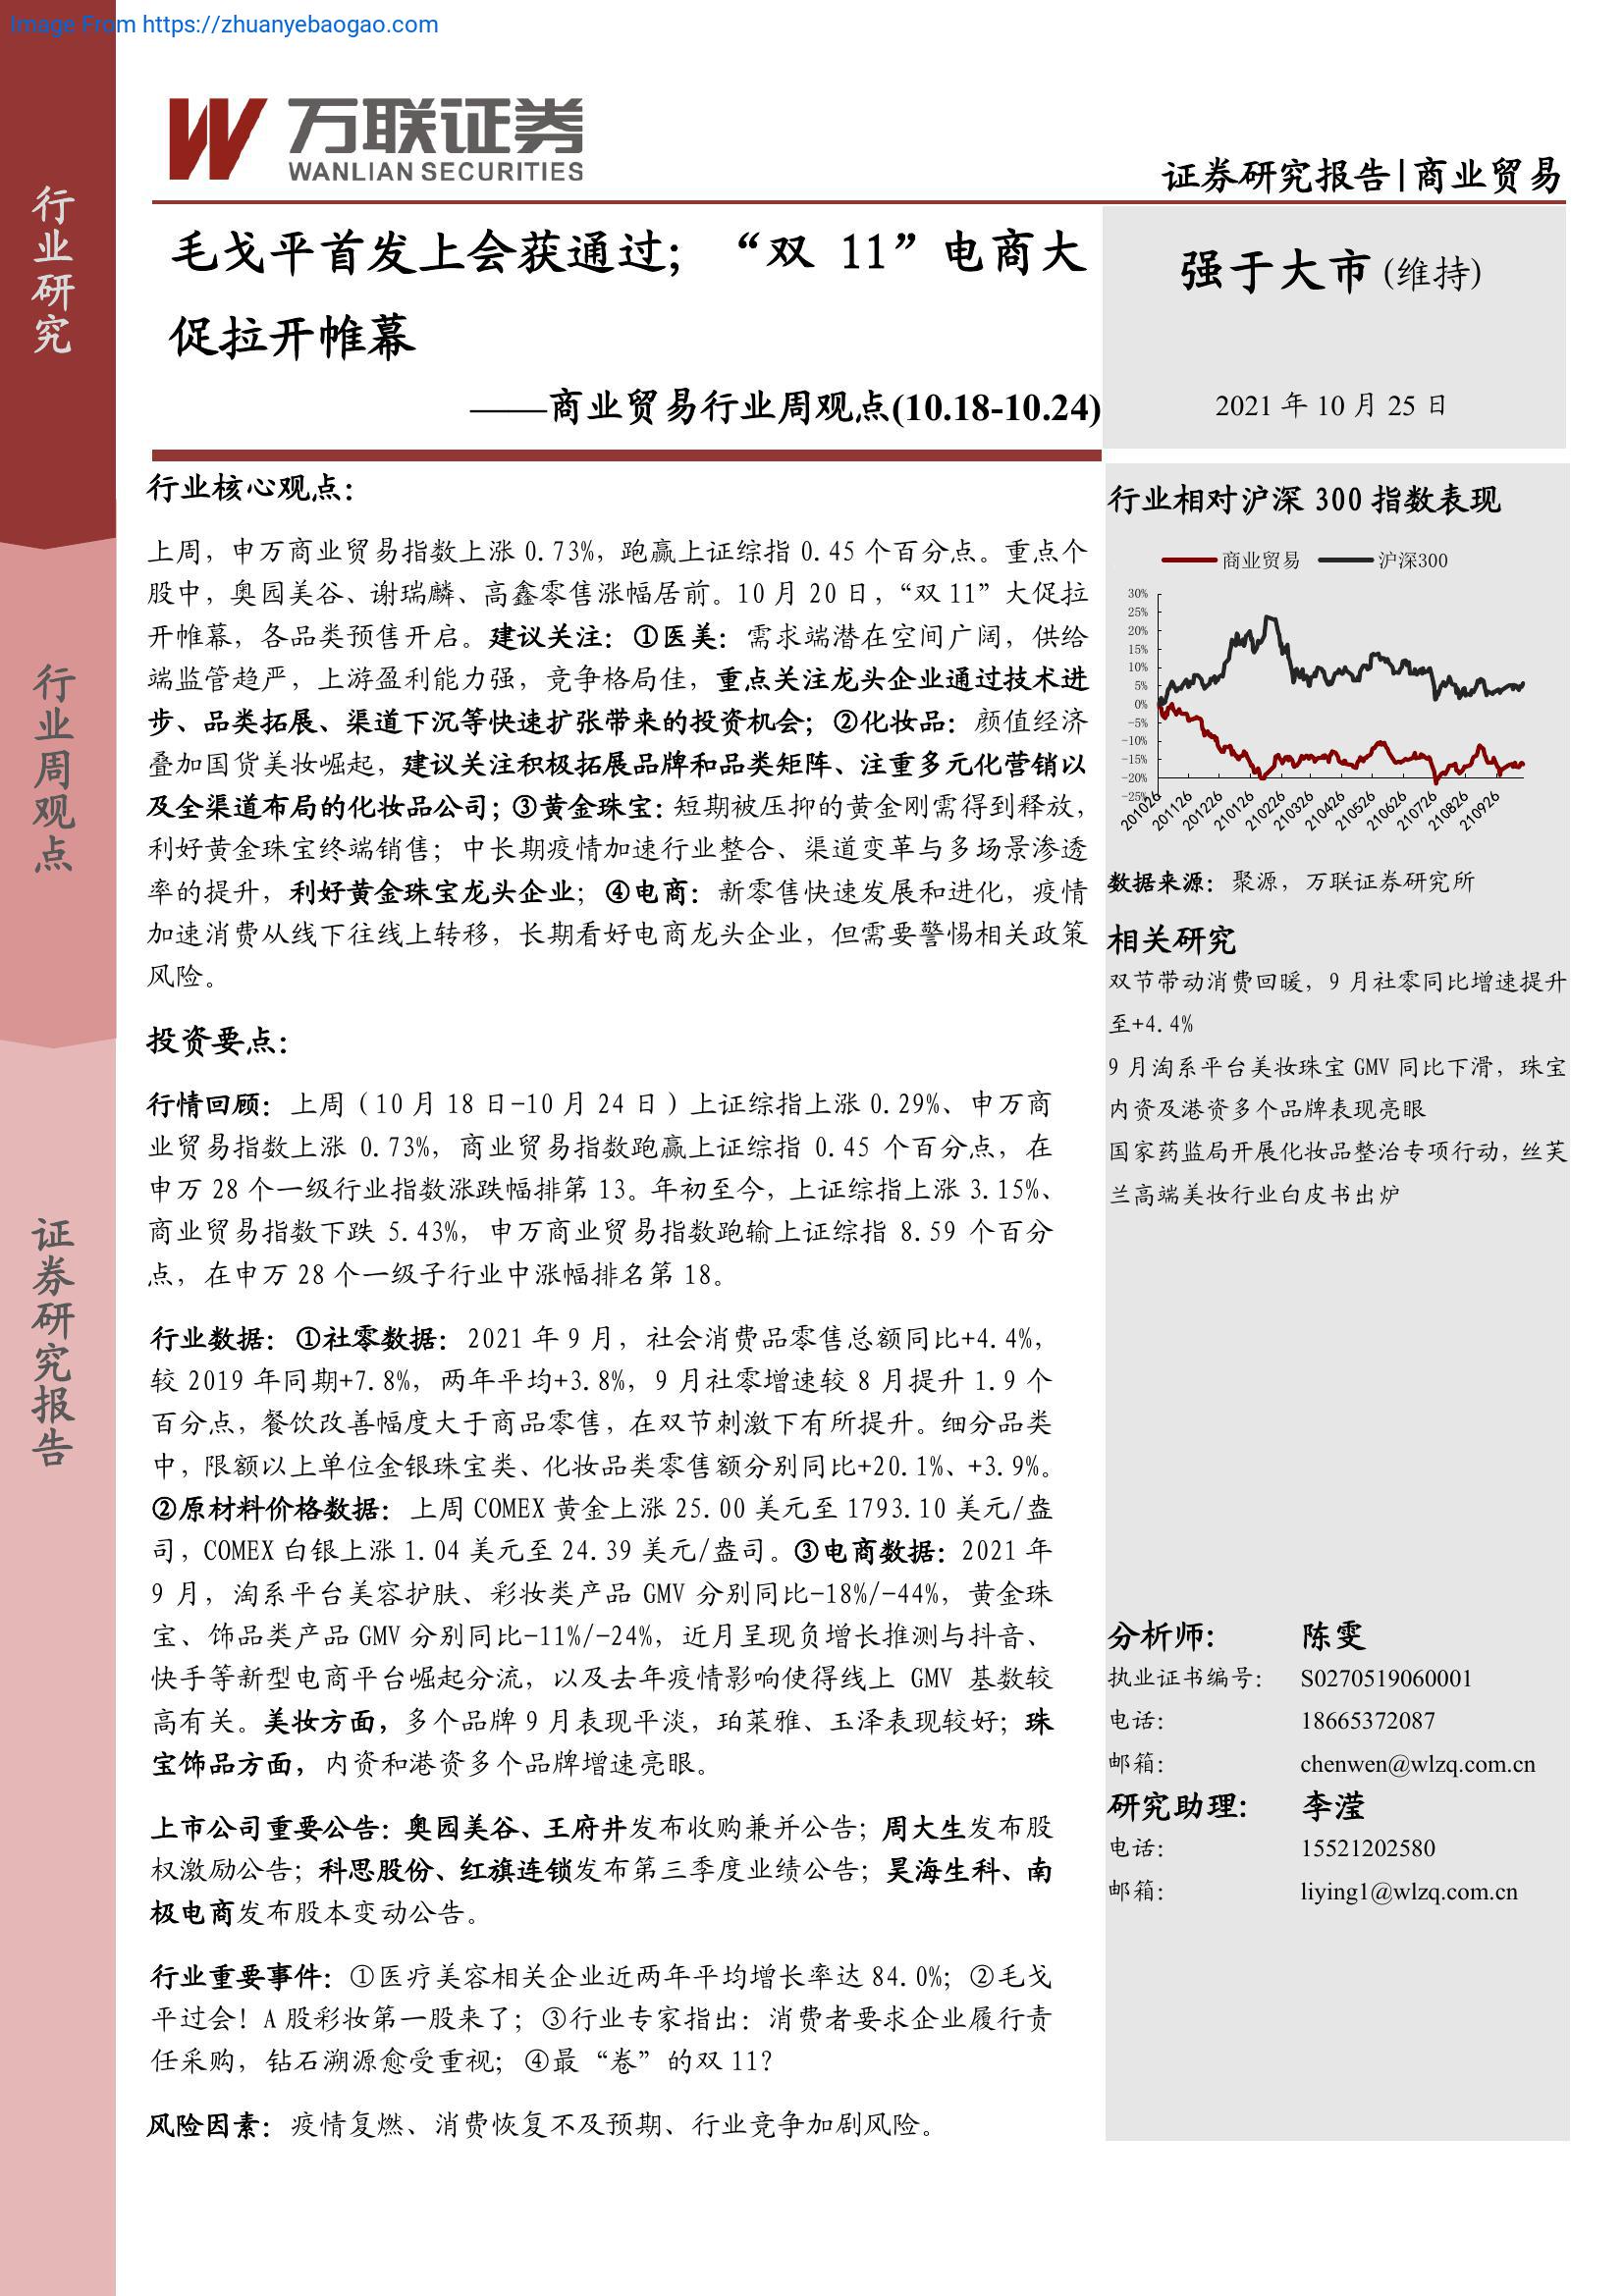 Image From https://zhuanyebaogao.com
万联证券
WANLIAN SECURITIES
证券研究报告|商业贸易
行业研究
行业周观点
证券研究报告
毛戈平首发上会获通过；“双 11”电商大
促拉开帷幕
——商业贸易行业周观点(10.18-10.24)
强于大市(维持)
2021 年 10 月 25 日
行业核心观点：
上周，申万商业贸易指数上涨 0.73%，跑赢上证综指 0.45 个百分点。重点个
股中，奥园美谷、谢瑞麟、高鑫零售涨幅居前。10 月 20 日，“双 11”大促拉
开帷幕，各品类预售开启。建议关注：①医美：需求端潜在空间广阔，供给
端监管趋严，上游盈利能力强，竞争格局佳，重点关注龙头企业通过技术进
步、品类拓展、渠道下沉等快速扩张带来的投资机会；②化妆品：颜值经济
叠加国货美妆崛起，建议关注积极拓展品牌和品类矩阵、注重多元化营销以
及全渠道布局的化妆品公司；③黄金珠宝：短期被压抑的黄金刚需得到释放，
利好黄金珠宝终端销售；中长期疫情加速行业整合、渠道变革与多场景渗透
率的提升，利好黄金珠宝龙头企业；④电商：新零售快速发展和进化，疫情
加速消费从线下往线上转移，长期看好电商龙头企业，但需要警惕相关政策
风险。
投资要点：
行情回顾：上周（10 月 18 日-10 月 24 日）上证综指上涨 0.29%、申万商
业贸易指数上涨 0.73%，商业贸易指数跑赢上证综指 0.45 个百分点，在
申万 28 个一级行业指数涨跌幅排第 13。年初至今，上证综指上涨 3.15%、
商业贸易指数下跌 5.43%，申万商业贸易指数跑输上证综指 8.59 个百分
点，在申万 28 个一级子行业中涨幅排名第 18。
行业数据：①社零数据：2021 年 9 月，社会消费品零售总额同比+4.4%，
较 2019 年同期+7.8%，两年平均+3.8%，9 月社零增速较 8 月提升 1.9 个
百分点，餐饮改善幅度大于商品零售，在双节刺激下有所提升。细分品类
中，限额以上单位金银珠宝类、化妆品类零售额分别同比+20.1%、+3.9%。
②原材料价格数据：上周 COMEX 黄金上涨 25.00 美元至 1793.10 美元/盎
司，COMEX 白银上涨 1.04 美元至 24.39 美元/盎司。③电商数据：2021 年
9 月，淘系平台美容护肤、彩妆类产品 GMV 分别同比-18%/-44%，黄金珠
宝、饰品类产品 GMV 分别同比-11%/-24%，近月呈现负增长推测与抖音、
快手等新型电商平台崛起分流，以及去年疫情影响使得线上 GMV 基数较
高有关。美妆方面，多个品牌 9 月表现平淡，珀莱雅、玉泽表现较好；珠
宝饰品方面，内资和港资多个品牌增速亮眼。
上市公司重要公告：奥园美谷、王府井发布收购兼并公告；周大生发布股
权激励公告；科思股份、红旗连锁发布第三季度业绩公告；昊海生科、南
极电商发布股本变动公告。
行业重要事件：①医疗美容相关企业近两年平均增长率达 84.0%；②毛戈
平过会！A 股彩妆第一股来了；③行业专家指出：消费者要求企业履行责
任采购，钻石溯源愈受重视；④最“卷”的双 11？
风险因素：疫情复燃、消费恢复不及预期、行业竞争加剧风险。
行业相对沪深 300 指数表现
商业贸易 沪深300
30%
25%
20%
15%
10%
5%
0%
-5%
-10%
-15%
-20%
-25%
201026 201126 201226 210126 210226 210326 210426 210526 210626 210726 210826 210926
数据来源：聚源，万联证券研究所
相关研究
双节带动消费回暖，9 月社零同比增速提升
至+4.4%
9 月淘系平台美妆珠宝 GMV 同比下滑，珠宝
内资及港资多个品牌表现亮眼
国家药监局开展化妆品整治专项行动，丝芙
兰高端美妆行业白皮书出炉
分析师： 陈雯
执业证书编号： S0270519060001
电话： 18665372087
邮箱： chenwen@wlzq.com.cn
研究助理： 李滢
电话： 15521202580
邮箱： liying1@wlzq.com.cn